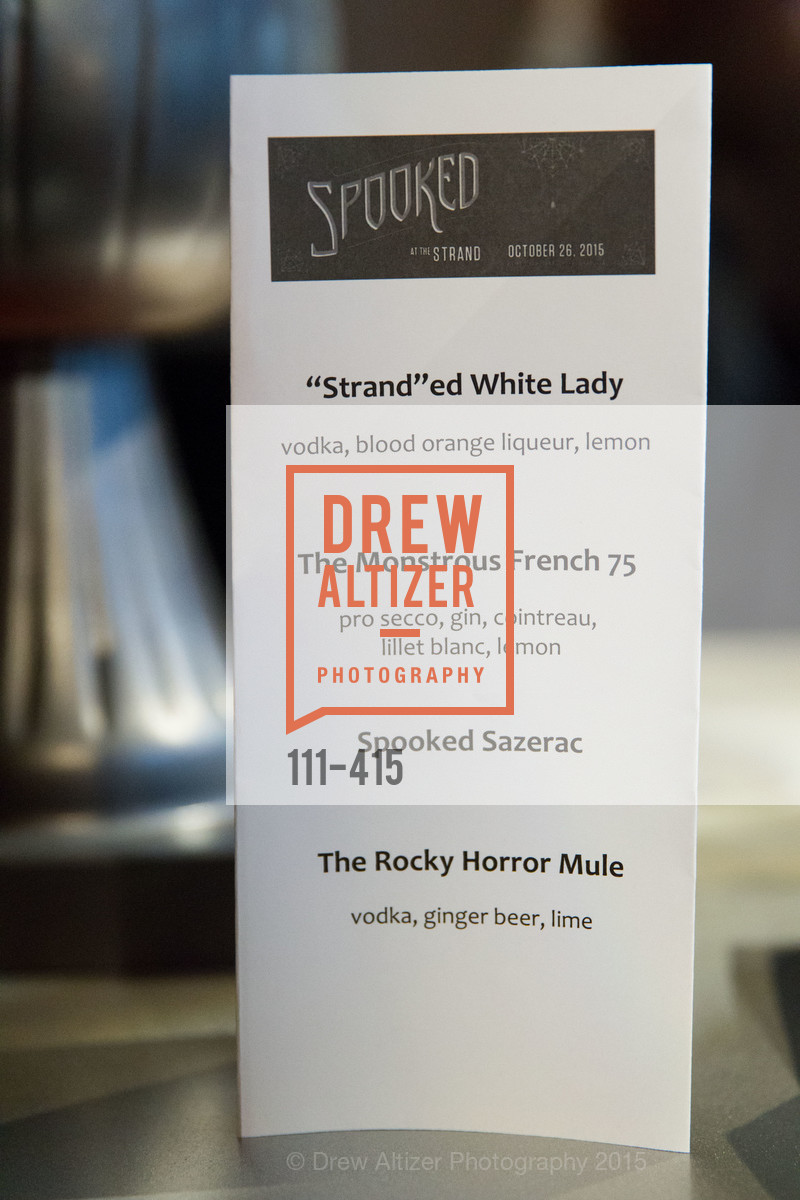 SPOOKED
AT THE STRAND OCTOBER 26, 2015
“Strand”ed White Lady
vodka, blood orange liqueur, lemon
DREW
The Monstrous French 75
ALTIZER
pro secco, gin, cointreau,
lillet blanc, lemon
PHOTOGRAPHY
Spooked Sazerac
111-415
The Rocky Horror Mule
vodka, ginger beer, lime
© Drew Altizer Photography 2015